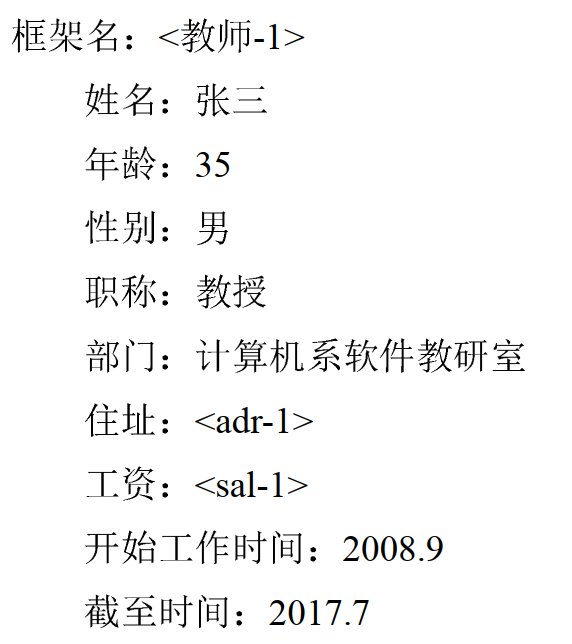 框架名：<教师-1>
姓名：张三
年龄：35
性别：男
职称：教授
部门：计算机系软件教研室
住址：<adr-1>
工资：<sal-1>
开始工作时间：2008.9
截至时间：2017.7